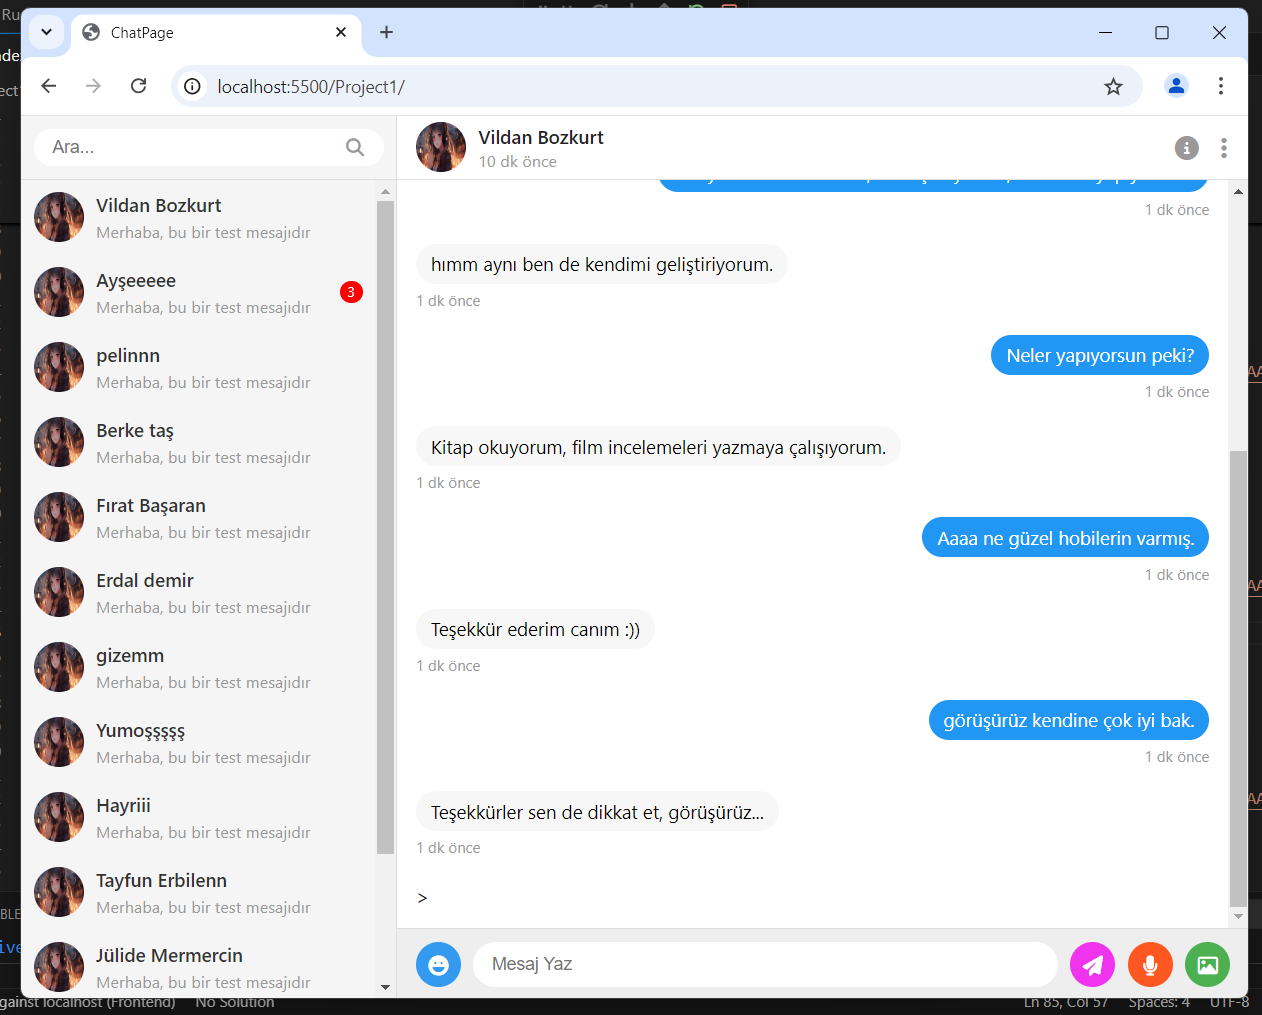 Ru
ChatPage
localhost:5500/Project1/
Ara...
Vildan Bozkurt
10 dk önce
Vildan Bozkurt
Merhaba, bu bir test mesajıdır
Ayşeeeee
Merhaba, bu bir test mesajıdır
3
pelinnn
Merhaba, bu bir test mesajıdır
Berke taş
Merhaba, bu bir test mesajıdır
Fırat Başaran
Merhaba, bu bir test mesajıdır
Erdal demir
Merhaba, bu bir test mesajıdır
gizemm
Merhaba, bu bir test mesajıdır
Yumoşşşşş
Merhaba, bu bir test mesajıdır
Hayriii
Merhaba, bu bir test mesajıdır
Tayfun Erbilenn
Merhaba, bu bir test mesajıdır
Jülide Mermercin
Merhaba, bu bir test mesajıdır
1 dk önce
hımm aynı ben de kendimi geliştiriyorum.
1 dk önce
Neler yapıyorsun peki?
1 dk önce
Kitap okuyorum, film incelemeleri yazmaya çalışıyorum.
1 dk önce
Aaaa ne güzel hobilerin varmış.
1 dk önce
Teşekkür ederim canım :))
1 dk önce
görüşürüz kendine çok iyi bak.
1 dk önce
Teşekkürler sen de dikkat et, görüşürüz...
1 dk önce
>
Mesaj Yaz
gainst localhost (Frontend) No Solution
Ln 85, Col 57 Spaces: 4 UTF-8